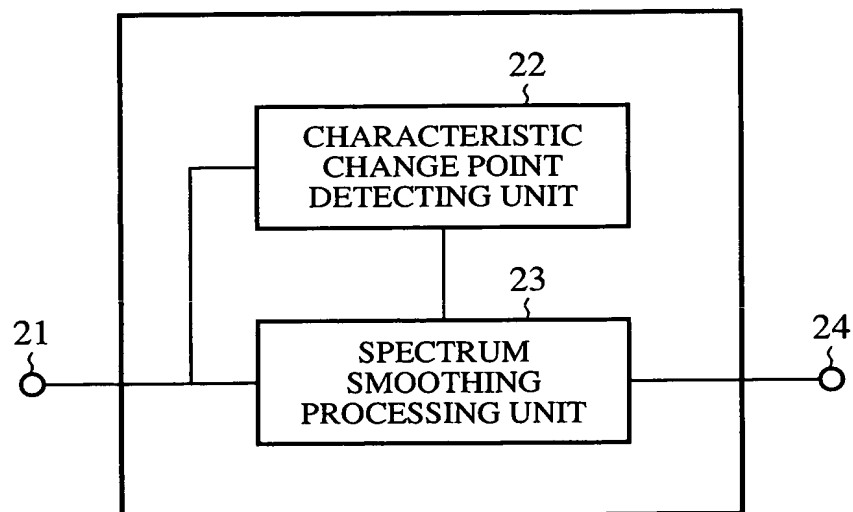 22
CHARACTERISTIC
CHANGE POINT
DETECTING UNIT
23
21
24
SPECTRUM
SMOOTHING
PROCESSING UNIT